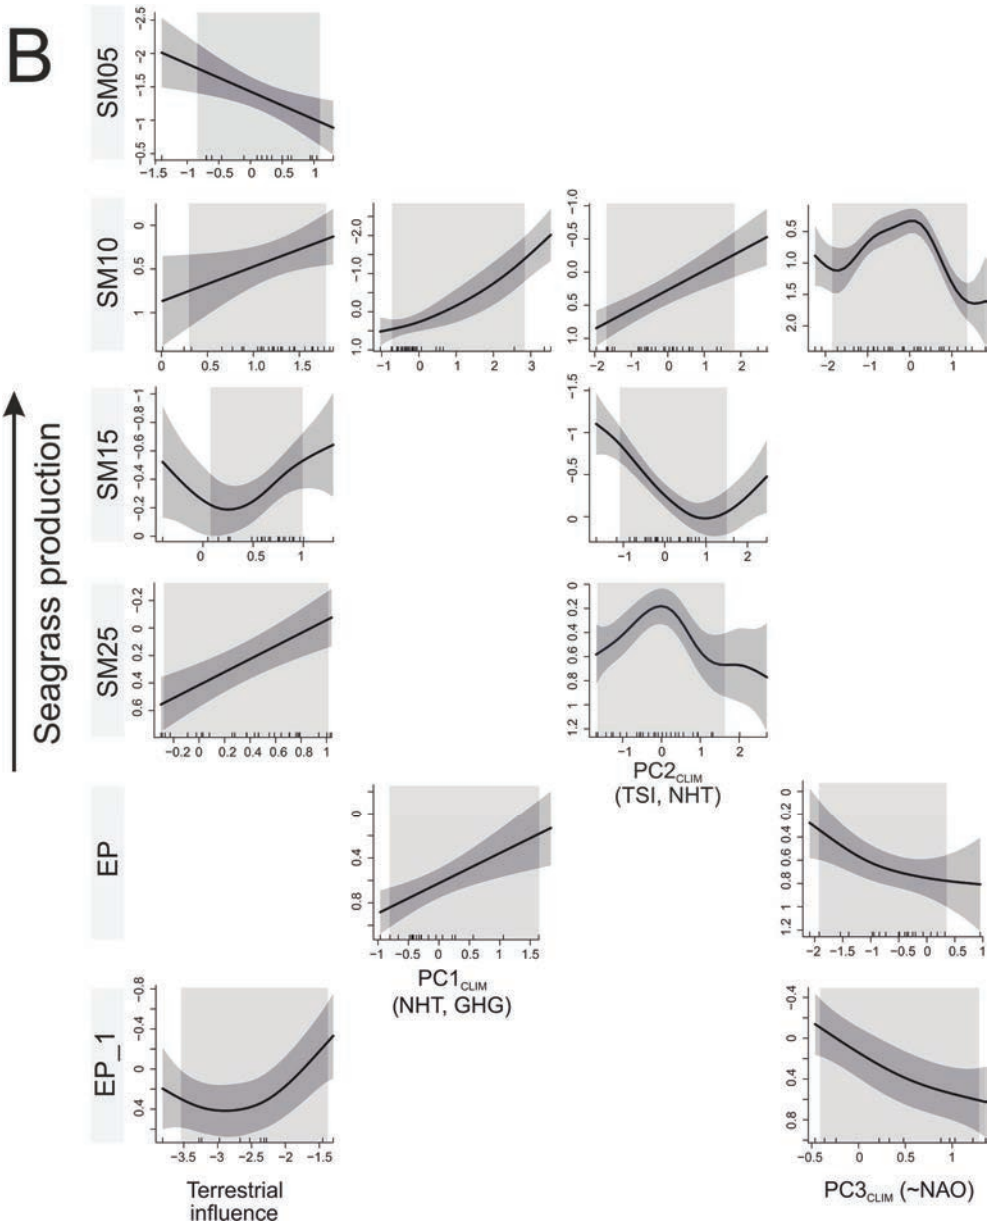 B
Seagrass production
SM05
-2.5
-2
-1.5
-1
-0.5
-1.5 -1 -0.5 0 0.5 1
SM10
0
0.5
1
0 0.5 1.0 1.5
-2.0
-1.0
0.0
1.0
-1 0 1 2 3
-1.0
-0.5
0.0
0.5
1.0
-2 -1 0 1 2
0.5
1.0
1.5
2.0
-2 -1 0 1
SM15
-1
-0.8
-0.6
-0.4
-0.2
0
0 0.5 1
-1.5
-1
-0.5
0
-1 0 1 2
SM25
-0.2
0
0.2
0.4
0.6
-0.2 0 0.2 0.4 0.6 0.8 1
0
0.2
0.4
0.6
0.8
1
1.2
-1 0 1 2
PC2CLIM
(TSI, NHT)
EP
0
0.4
0.8
-1 -0.5 0 0.5 1 1.5
PC1CLIM
(NHT, GHG)
0
0.2
0.4
0.6
0.8
1
1.2
-2 -1.5 -1 -0.5 0 0.5 1
EP_1
-0.8
-0.4
0
0.4
-3.5 -3 -2.5 -2 -1.5
Terrestrial
influence
-0.4
0
0.4
0.8
-0.5 0 0.5 1
PC3CLIM (~NAO)